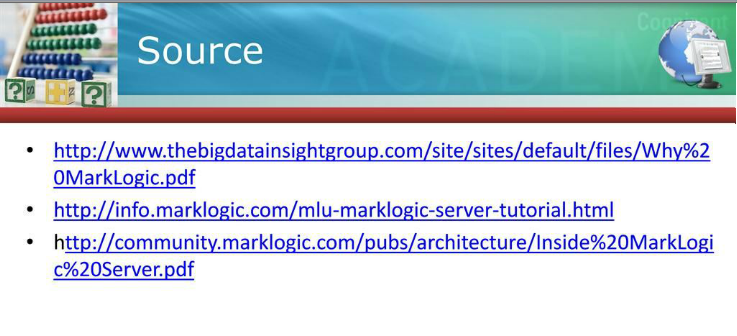 Source
• http://www.thebigdatainsightgroup.com/site/sites/default/files/Why%2
0MarkLogic.pdf
• http://info.marklogic.com/mlu-marklogic-server-tutorial.html
• http://community.marklogic.com/pubs/architecture/Inside%20MarkLogi
c%20Server.pdf